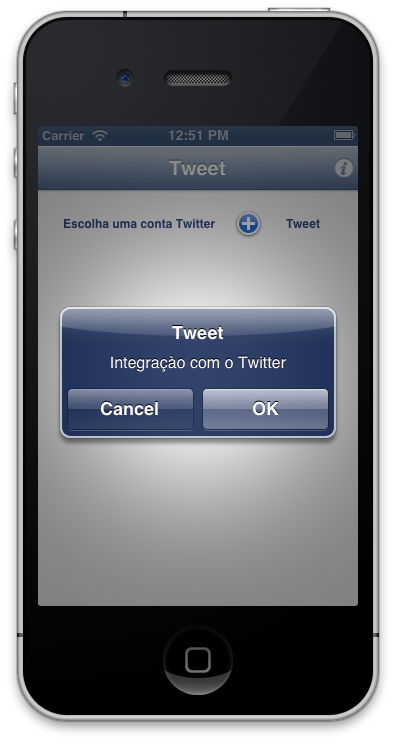 Carrier 12:51 PM
Tweet
Escolha uma conta Twitter Tweet
Tweet
Integraçào com o Twitter
Cancel OK